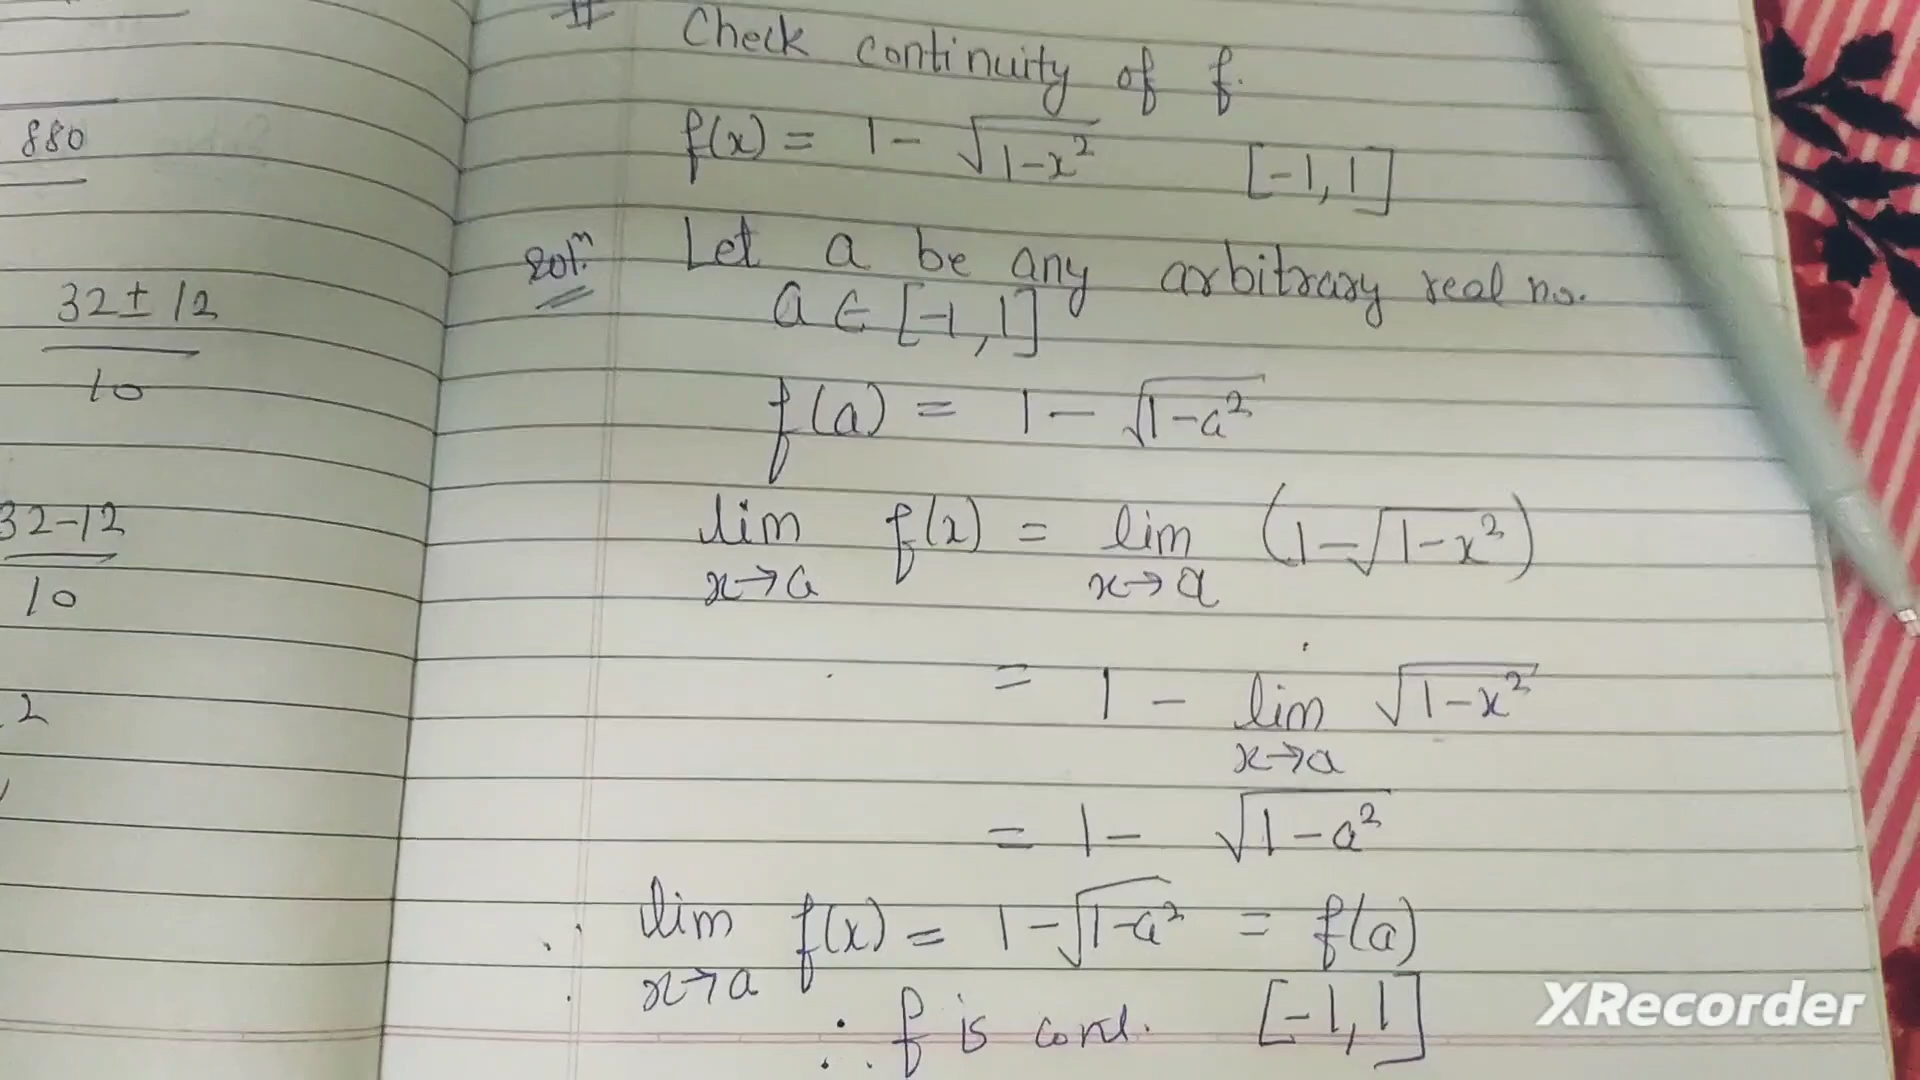 880
32 ± 12
10
32-12
10
2
# Check continuity of f.
f(x) = 1 - √(1-x²) [-1, 1]
Solⁿ. Let a be any arbitrary real no.
a ∈ [-1, 1]
f(a) = 1 - √(1-a²)
lim f(x) = lim (1-√(1-x²))
x→a x→a
= 1 - lim √(1-x²)
x→a
= 1 - √(1-a²)
∴ lim f(x) = 1-√(1-a²) = f(a)
x→a
∴ f is cont. [-1, 1]
XRecorder